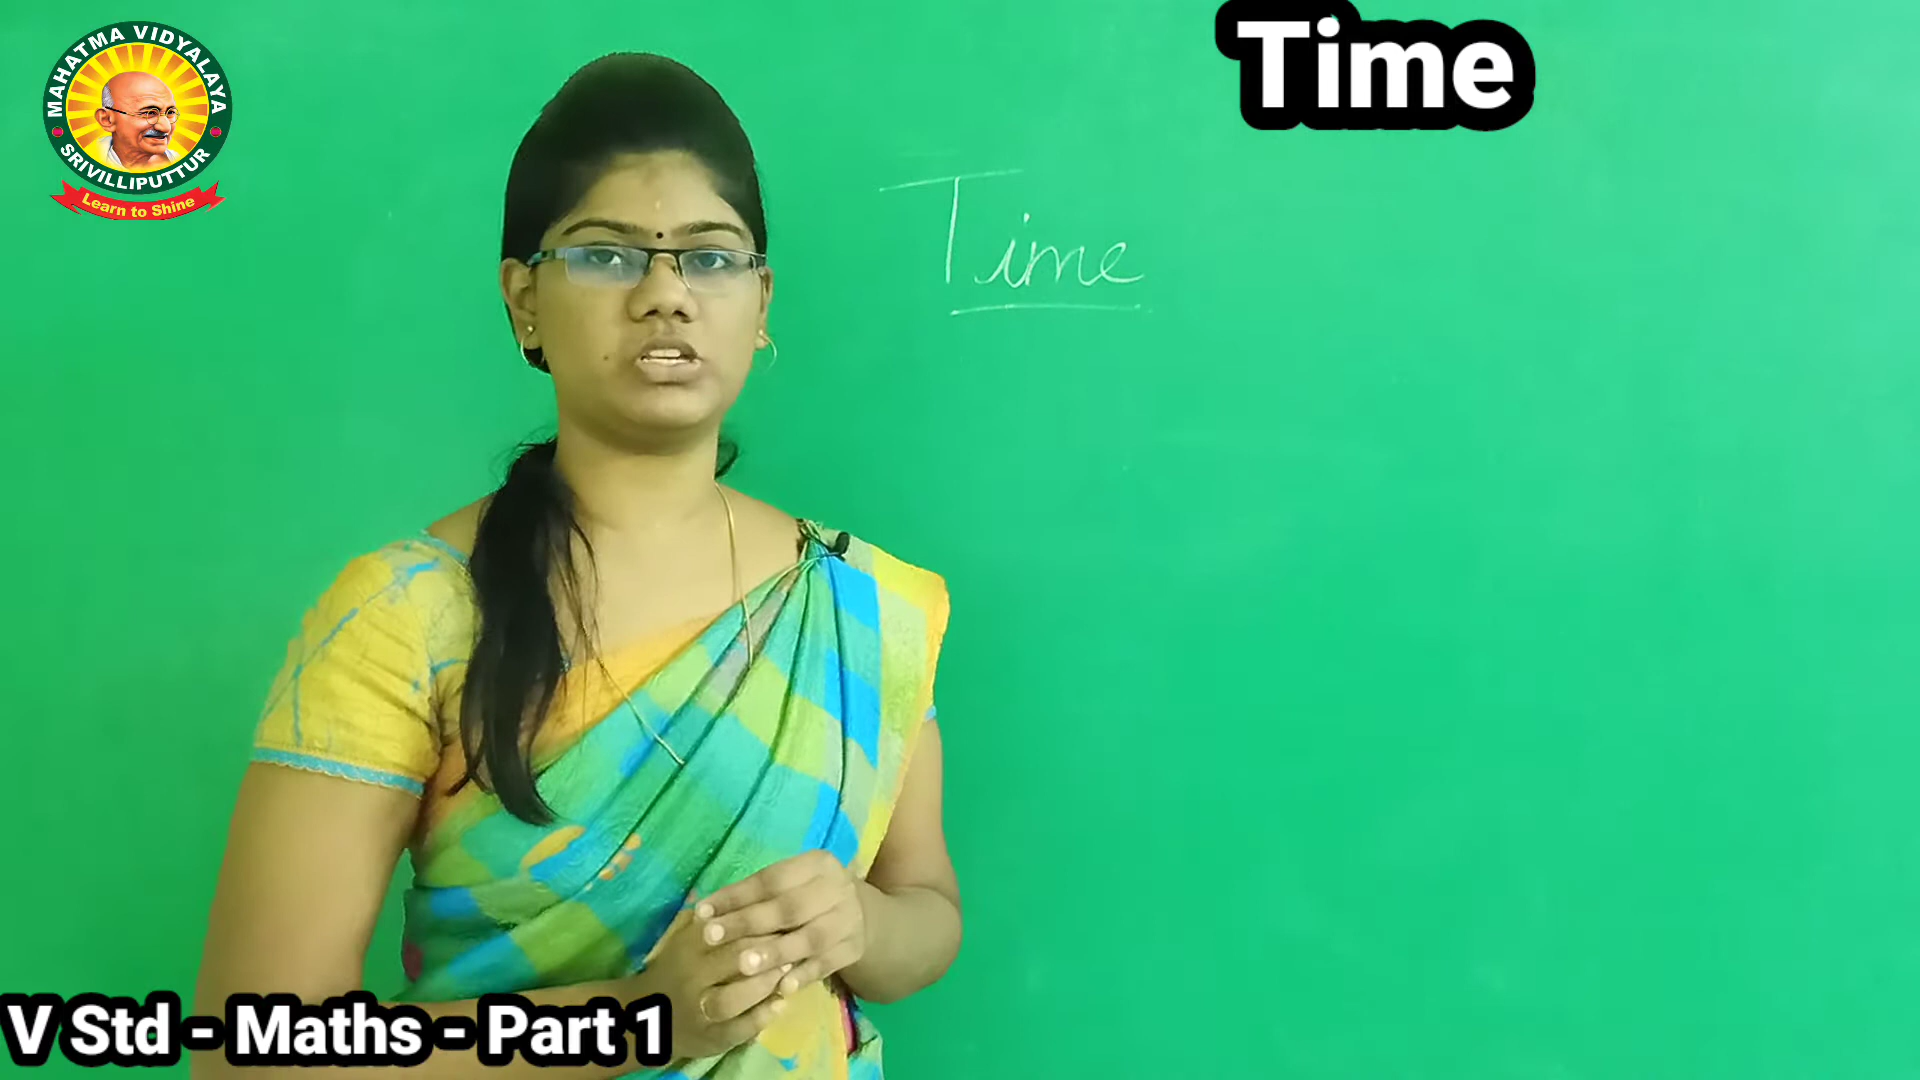 MAHATMA VIDYALAYA
SRIVILLIPUTTUR
Learn to Shine
Time
Time
V Std - Maths - Part 1